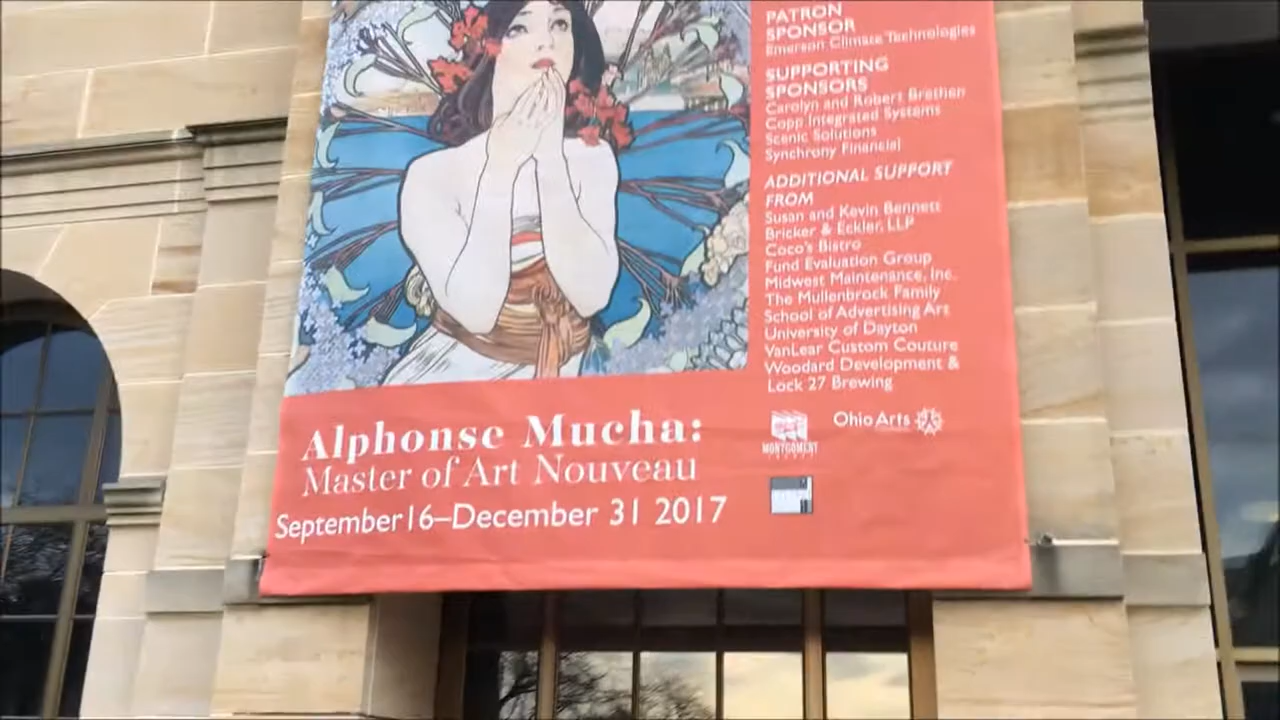 PATRON
SPONSOR
Emerson Climate Technologies
SUPPORTING
SPONSORS
Carolyn and Robert Brethen
Copp Integrated Systems
Scenic Solutions
Synchrony Financial
ADDITIONAL SUPPORT
FROM
Susan and Kevin Bennett
Bricker & Eckler, LLP
Coco's Bistro
Fund Evaluation Group
Midwest Maintenance, Inc.
The Mullenbrock Family
School of Advertising Art
University of Dayton
VanLear Custom Couture
Woodard Development &
Lock 27 Brewing
MONTGOMERY
Ohio Arts
Alphonse Mucha:
Master of Art Nouveau
September 16–December 31 2017